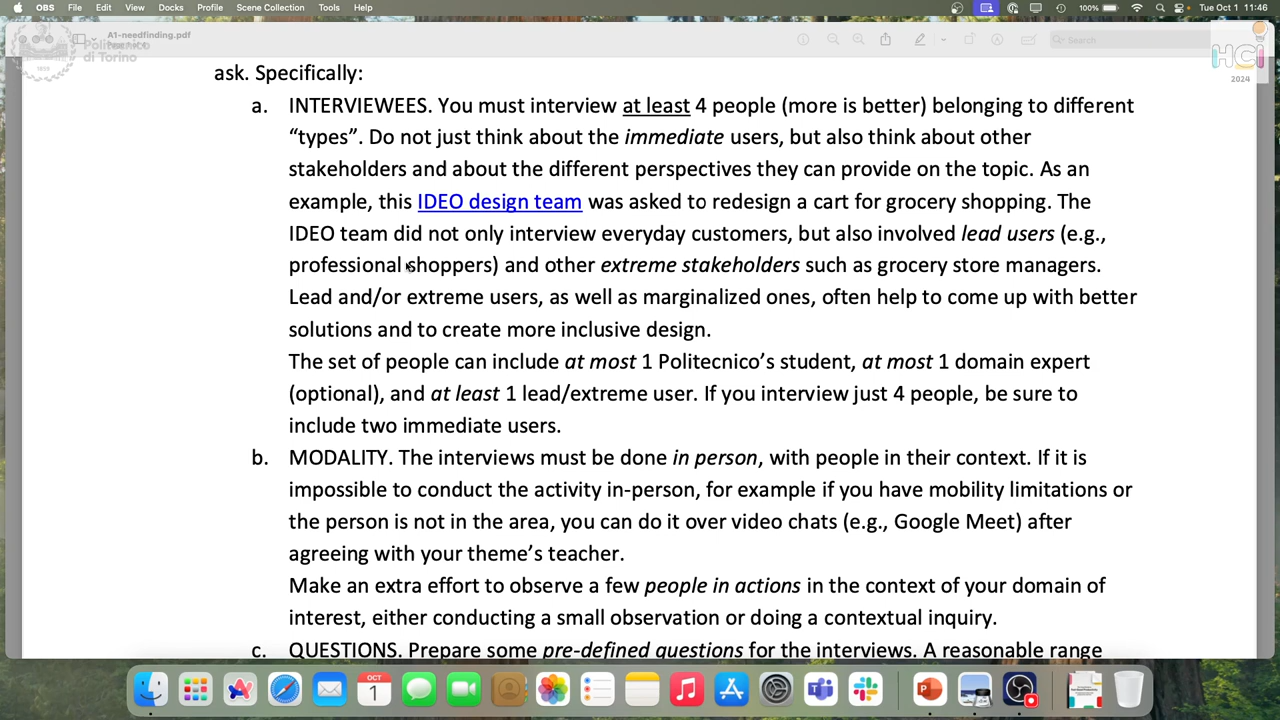 OBS File Edit View Docks Profile Scene Collection Tools Help 100% Tue Oct 1 11:46
A1-needfinding.pdf
Search
Politecnico
di Torino
1859
HCI
2024
ask. Specifically:
a. INTERVIEWEES. You must interview at least 4 people (more is better) belonging to different
“types”. Do not just think about the immediate users, but also think about other
stakeholders and about the different perspectives they can provide on the topic. As an
example, this IDEO design team was asked to redesign a cart for grocery shopping. The
IDEO team did not only interview everyday customers, but also involved lead users (e.g.,
professional shoppers) and other extreme stakeholders such as grocery store managers.
Lead and/or extreme users, as well as marginalized ones, often help to come up with better
solutions and to create more inclusive design.
The set of people can include at most 1 Politecnico’s student, at most 1 domain expert
(optional), and at least 1 lead/extreme user. If you interview just 4 people, be sure to
include two immediate users.
b. MODALITY. The interviews must be done in person, with people in their context. If it is
impossible to conduct the activity in-person, for example if you have mobility limitations or
the person is not in the area, you can do it over video chats (e.g., Google Meet) after
agreeing with your theme’s teacher.
Make an extra effort to observe a few people in actions in the context of your domain of
interest, either conducting a small observation or doing a contextual inquiry.
c. QUESTIONS. Prepare some pre-defined questions for the interviews. A reasonable range
OCT
1